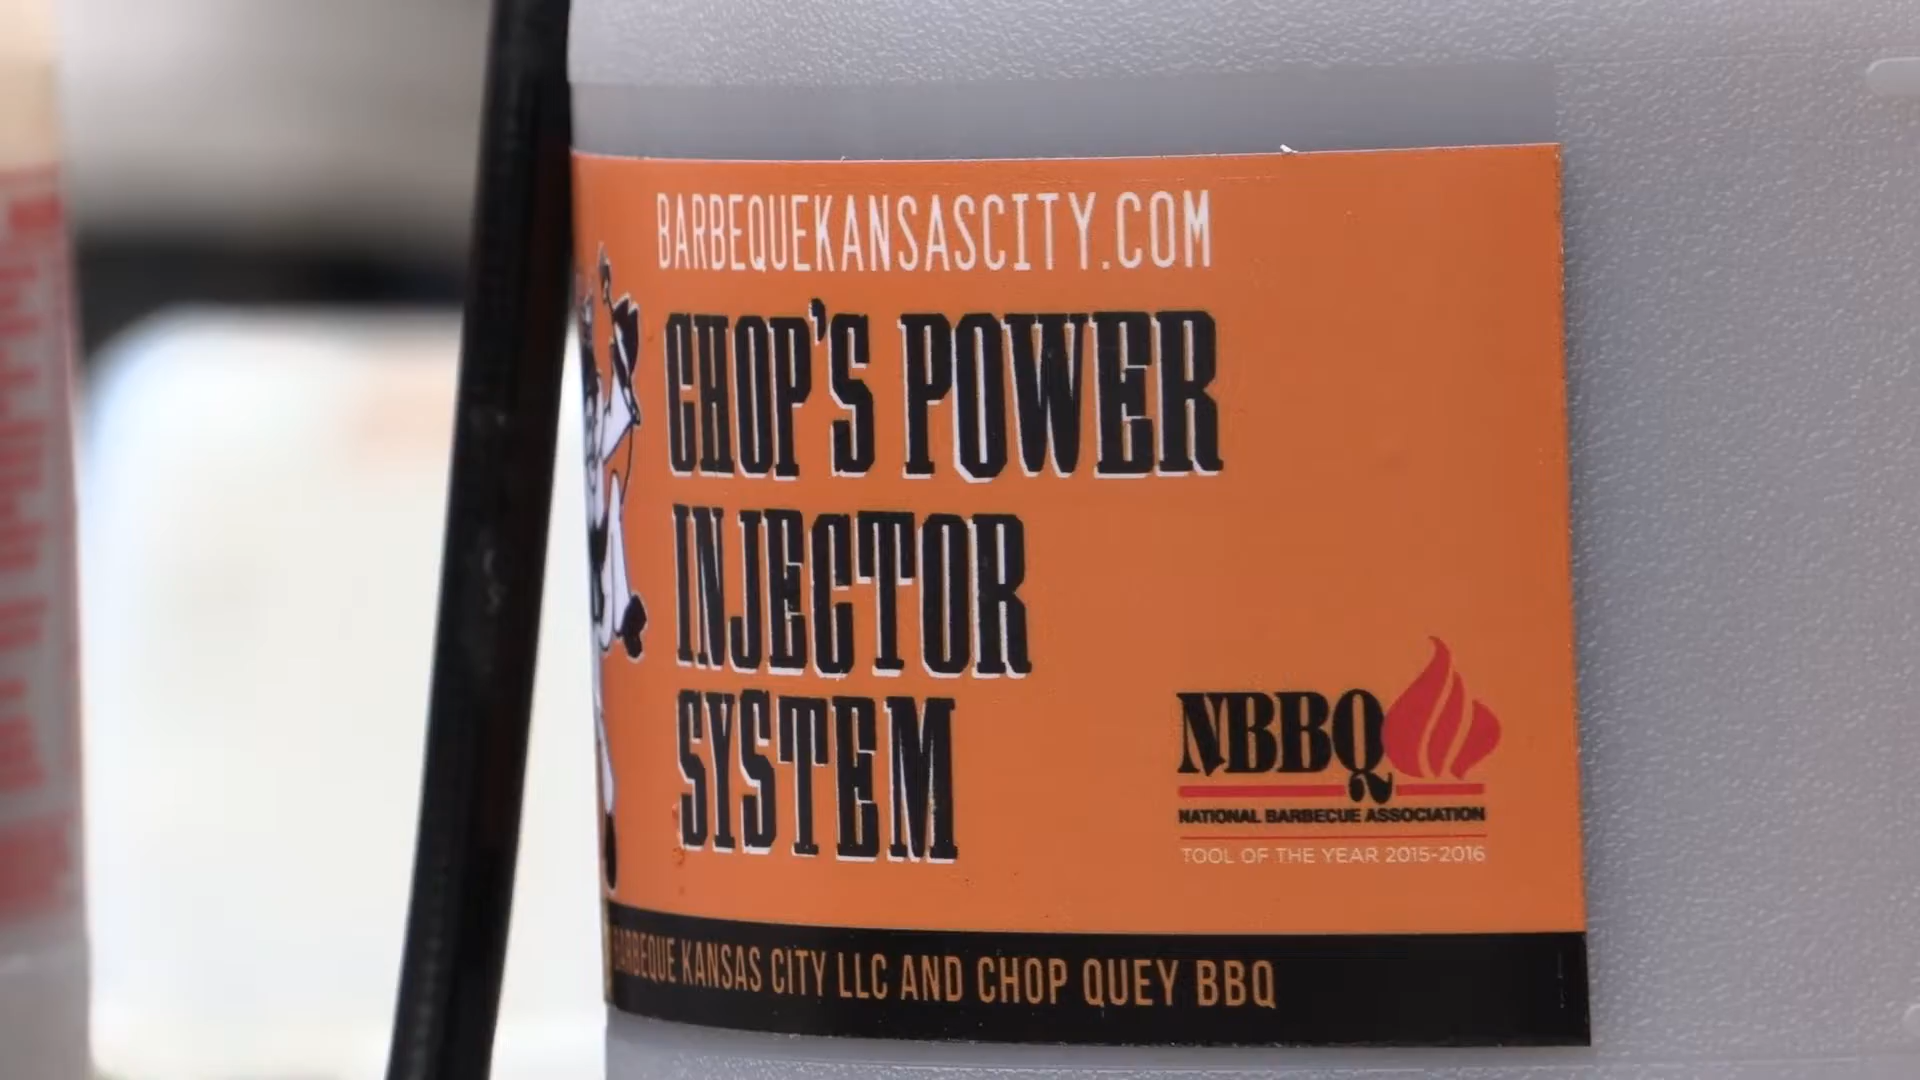 BARBEQUEKANSASCITY.COM
CHOP'S POWER
INJECTOR
SYSTEM
NBBQ
NATIONAL BARBECUE ASSOCIATION
TOOL OF THE YEAR 2015-2016
BARBEQUE KANSAS CITY LLC AND CHOP QUEY BBQ